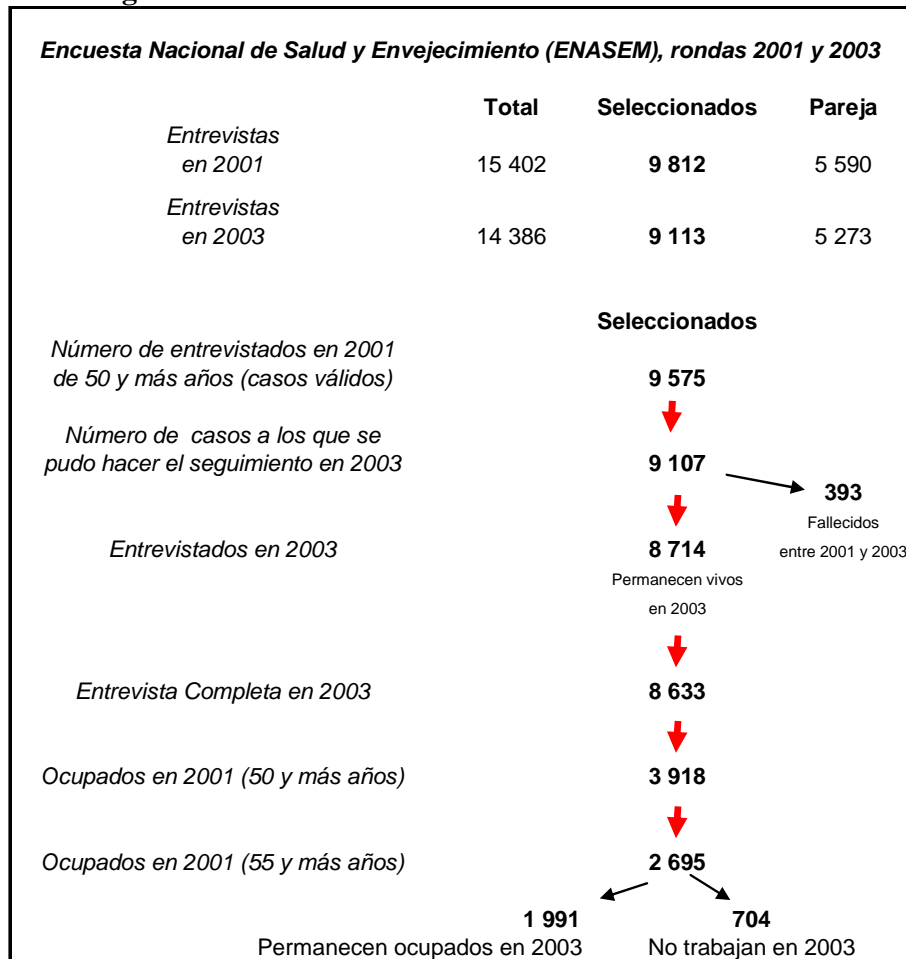 Encuesta Nacional de Salud y Envejecimiento (ENASEM), rondas 2001 y 2003
Total Seleccionados Pareja
Entrevistas
en 2001 15 402 9 812 5 590
Entrevistas
en 2003 14 386 9 113 5 273
Seleccionados
Número de entrevistados en 2001
de 50 y más años (casos válidos) 9 575
Número de casos a los que se
pudo hacer el seguimiento en 2003 9 107
393
Fallecidos
entre 2001 y 2003
Entrevistados en 2003 8 714
Permanecen vivos
en 2003
Entrevista Completa en 2003 8 633
Ocupados en 2001 (50 y más años) 3 918
Ocupados en 2001 (55 y más años) 2 695
1 991 704
Permanecen ocupados en 2003 No trabajan en 2003